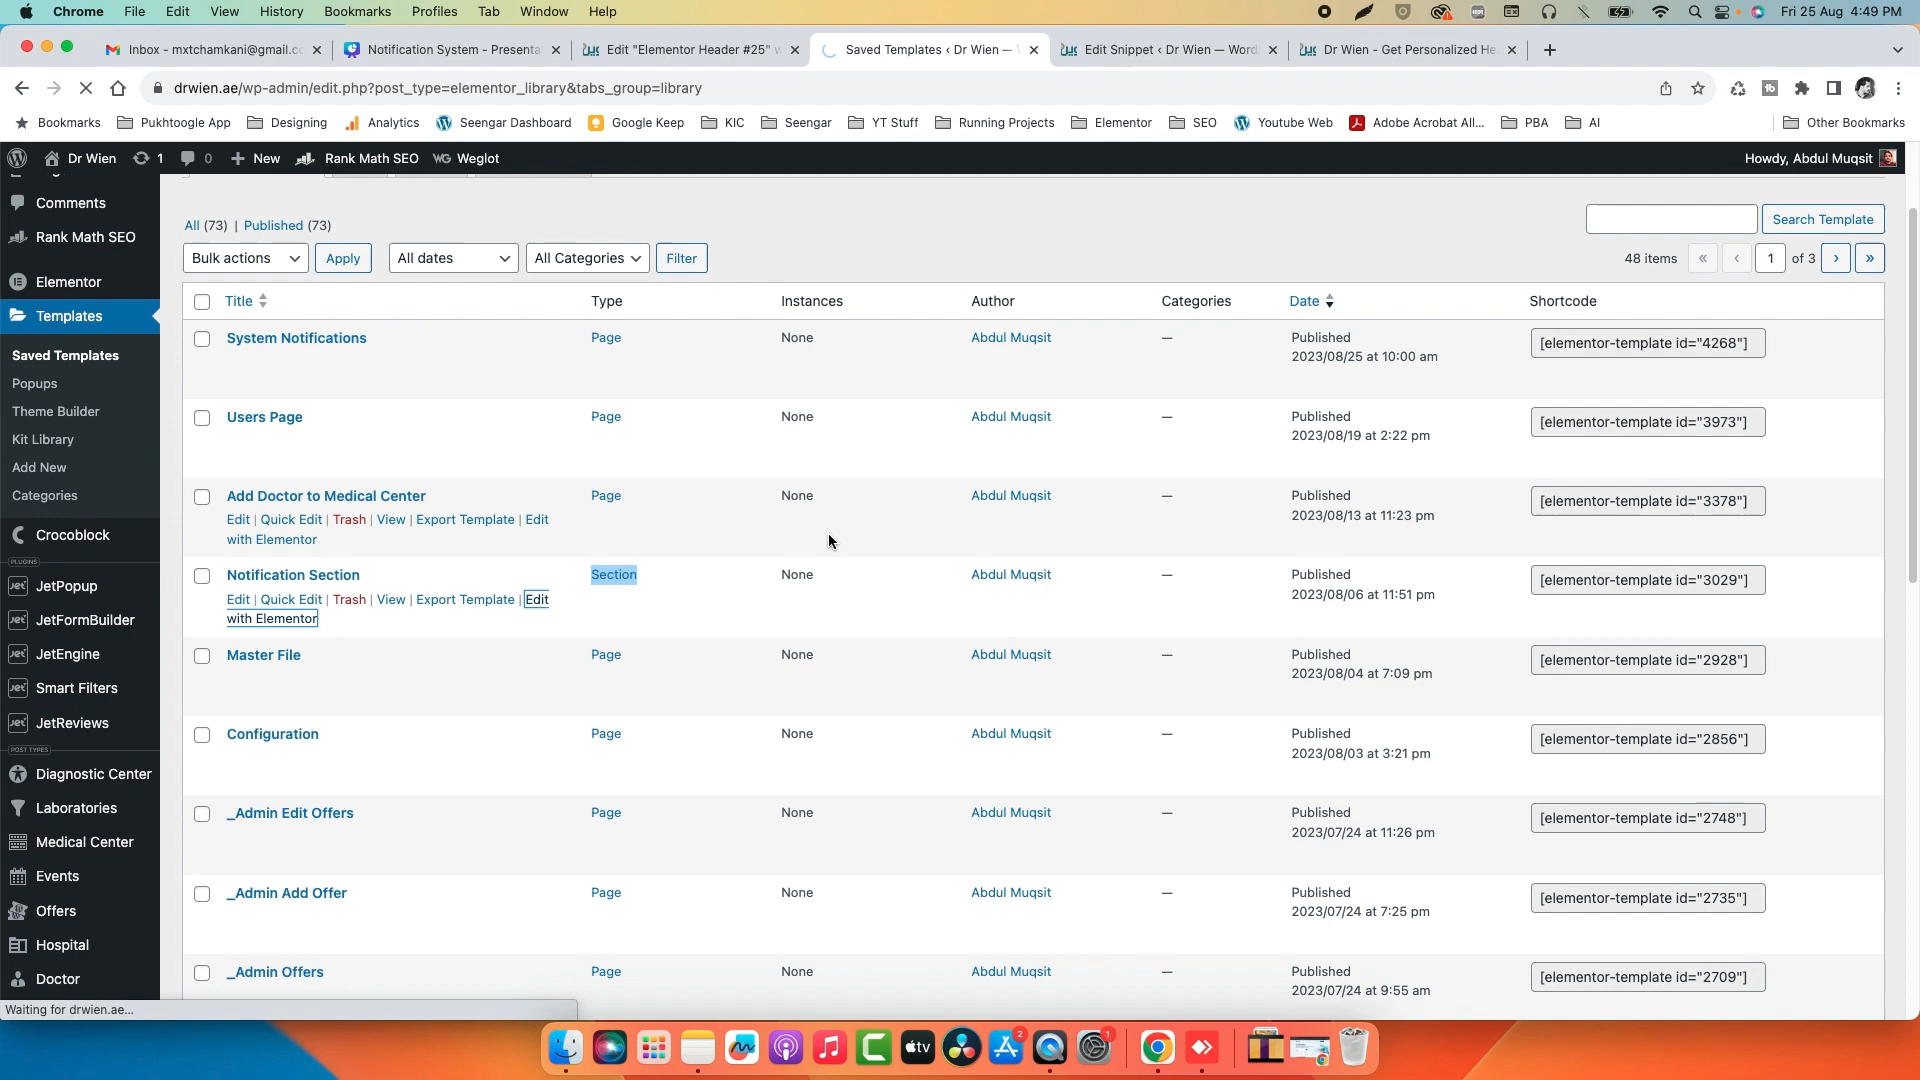 Chrome File Edit View History Bookmarks Profiles Tab Window Help Fri 25 Aug 4:49 PM
Inbox - mxtchamkani@gmail.cc Notification System - Presenta Edit "Elementor Header #25" w Saved Templates ‹ Dr Wien — Edit Snippet ‹ Dr Wien — Word Dr Wien - Get Personalized He
drwien.ae/wp-admin/edit.php?post_type=elementor_library&tabs_group=library
Bookmarks Pukhtoogle App Designing Analytics Seengar Dashboard Google Keep KIC Seengar YT Stuff Running Projects Elementor SEO Youtube Web Adobe Acrobat All... PBA AI Other Bookmarks
Dr Wien 1 0 New Rank Math SEO WG Weglot Howdy, Abdul Muqsit
Comments
Rank Math SEO
Elementor
Templates
Saved Templates
Popups
Theme Builder
Kit Library
Add New
Categories
Crocoblock
PLUGINS
JetPopup
JetFormBuilder
JetEngine
Smart Filters
JetReviews
POST TYPES
Diagnostic Center
Laboratories
Medical Center
Events
Offers
Hospital
Doctor
Waiting for drwien.ae...
All (73) | Published (73)
Search Template
Bulk actions Apply All dates All Categories Filter 48 items « ‹ 1 of 3 › »
Title Type Instances Author Categories Date Shortcode
System Notifications Page None Abdul Muqsit — Published [elementor-template id="4268"]
2023/08/25 at 10:00 am
Users Page Page None Abdul Muqsit — Published [elementor-template id="3973"]
2023/08/19 at 2:22 pm
Add Doctor to Medical Center Page None Abdul Muqsit — Published [elementor-template id="3378"]
Edit | Quick Edit | Trash | View | Export Template | Edit 2023/08/13 at 11:23 pm
with Elementor
Notification Section Section None Abdul Muqsit — Published [elementor-template id="3029"]
Edit | Quick Edit | Trash | View | Export Template | Edit 2023/08/06 at 11:51 pm
with Elementor
Master File Page None Abdul Muqsit — Published [elementor-template id="2928"]
2023/08/04 at 7:09 pm
Configuration Page None Abdul Muqsit — Published [elementor-template id="2856"]
2023/08/03 at 3:21 pm
_Admin Edit Offers Page None Abdul Muqsit — Published [elementor-template id="2748"]
2023/07/24 at 11:26 pm
_Admin Add Offer Page None Abdul Muqsit — Published [elementor-template id="2735"]
2023/07/24 at 7:25 pm
_Admin Offers Page None Abdul Muqsit — Published [elementor-template id="2709"]
2023/07/24 at 9:55 am
tv 2 1